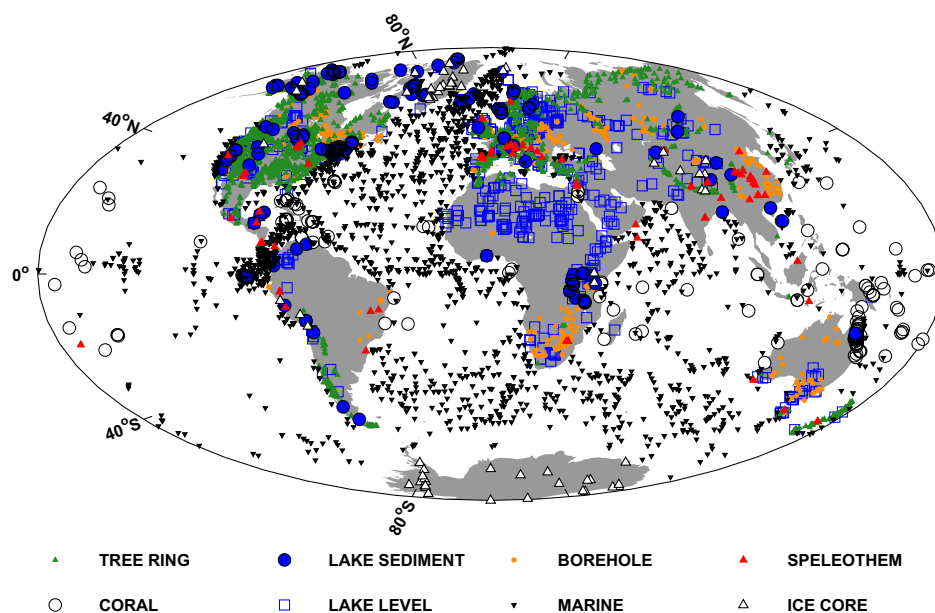 80°N
40°N
0°
40°S
80°S
TREE RING
LAKE SEDIMENT
BOREHOLE
SPELEOTHEM
CORAL
LAKE LEVEL
MARINE
ICE CORE